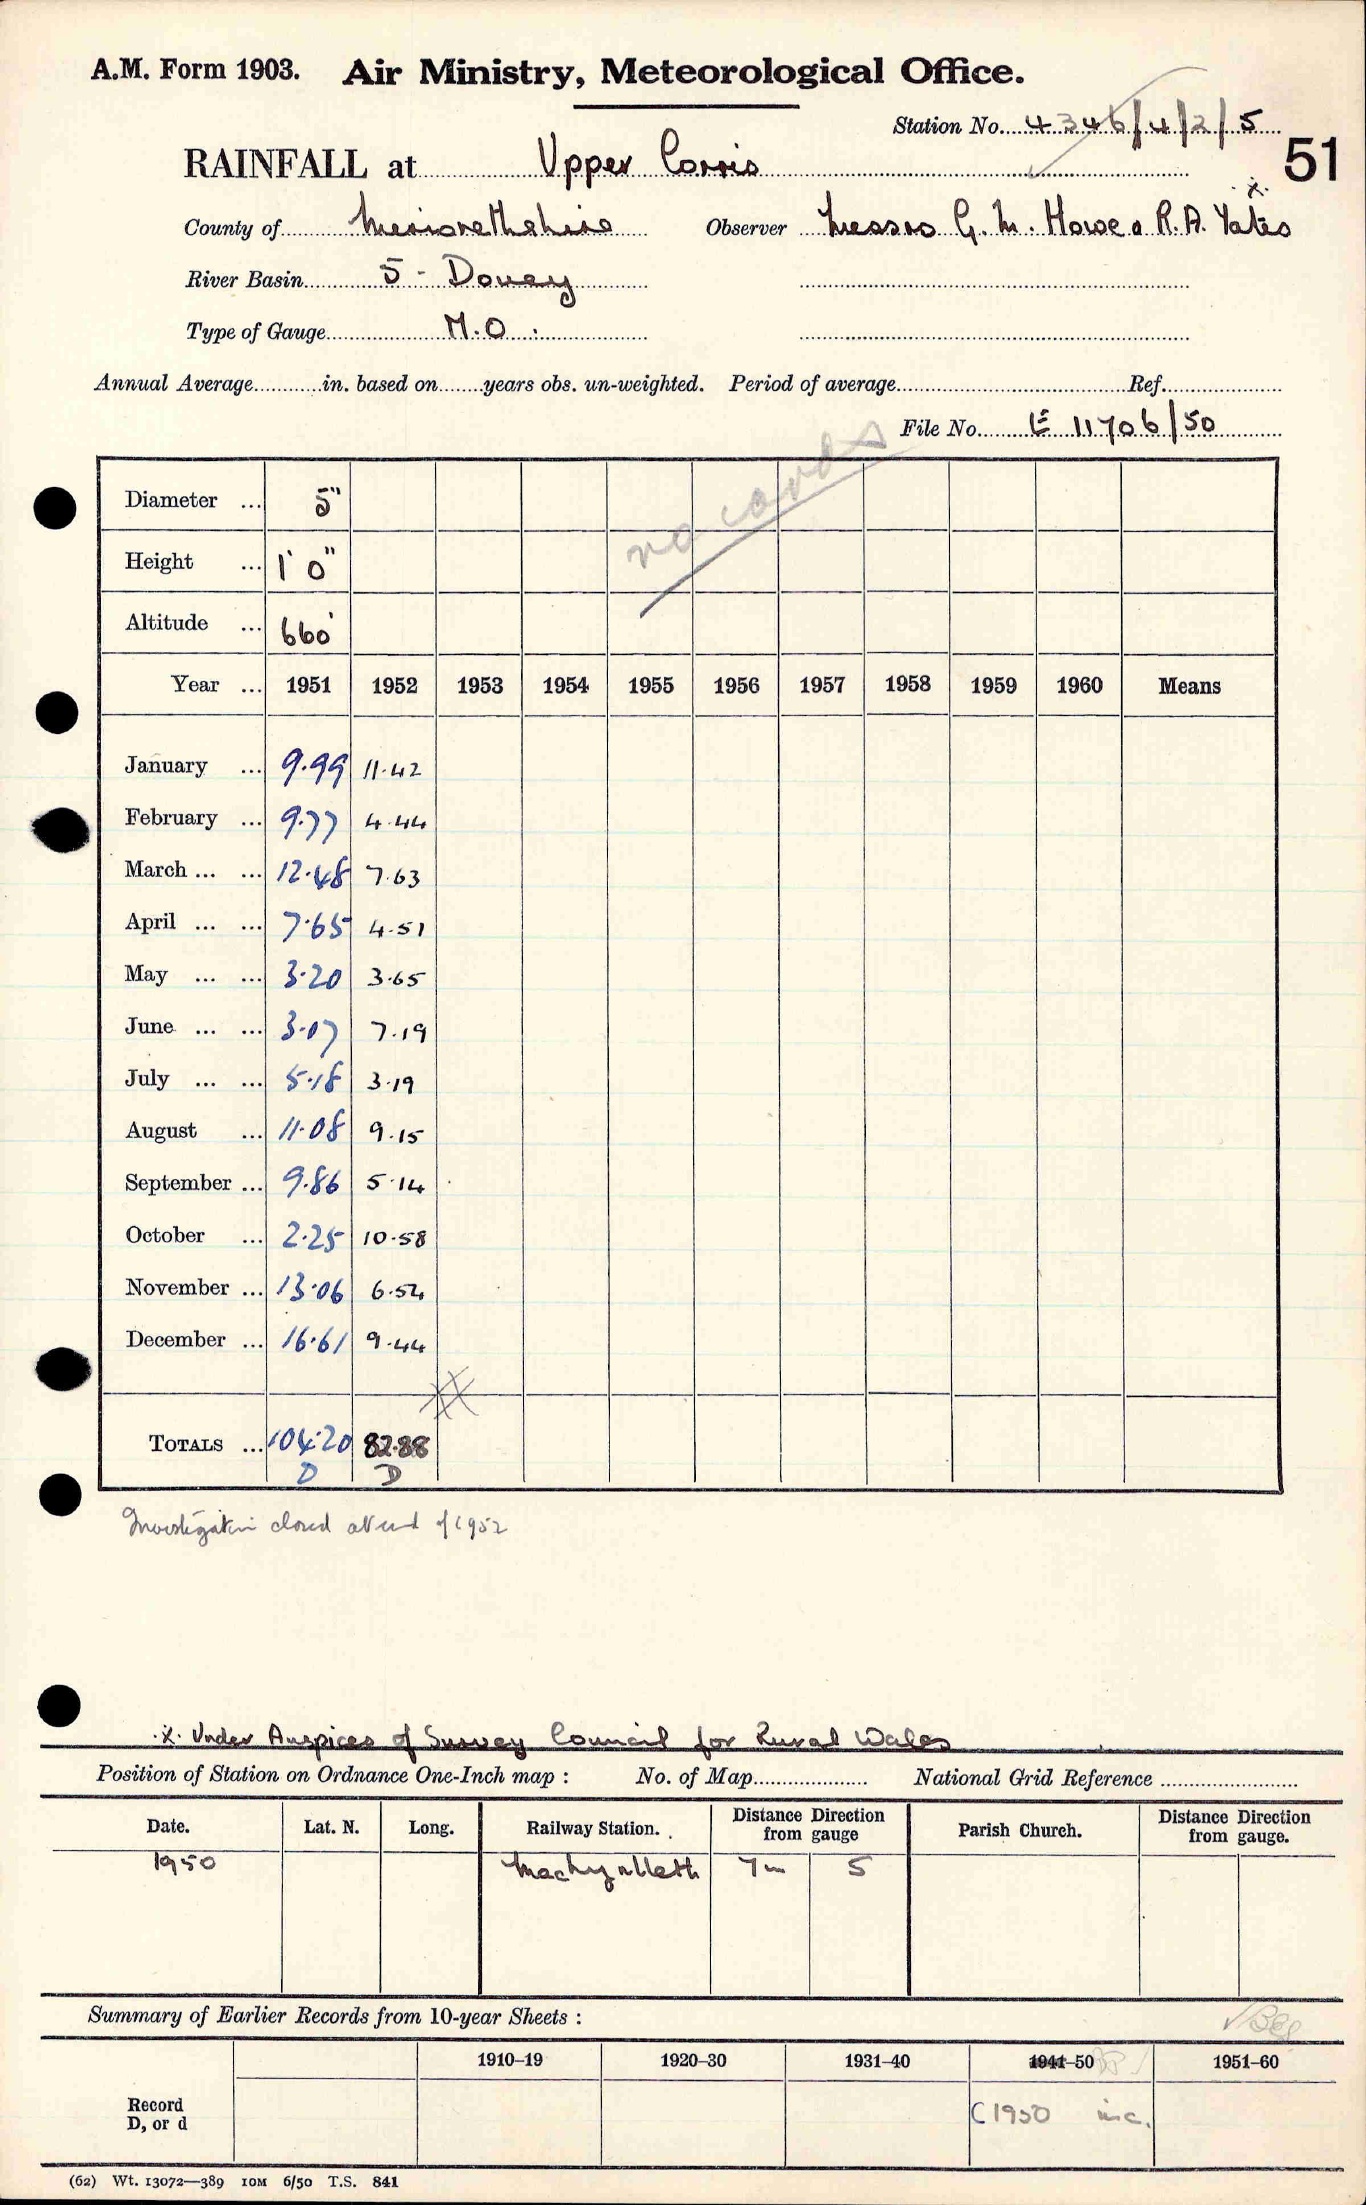 A.M. Form 1903. Air Ministry, Meteorological Office.
Station No. 4346/4/2/5
51
RAINFALL at Upper Corris
County of Merionethshire Observer Messrs G. M. Howe & R.A. Yates
x
River Basin 5 - Dovey
Type of Gauge M.O.
Annual Average in. based on years obs. un-weighted. Period of average Ref.
File No. E 11706/50
no cards
Diameter ... 5"
Height ... 1' 0"
Altitude ... 660'
Year ... 1951 1952 1953 1954 1955 1956 1957 1958 1959 1960 Means
January ... 9.99 11.42
February ... 9.77 4.44
March ... ... 12.48 7.63
April ... ... 7.65 4.51
May ... ... 3.20 3.65
June ... ... 3.07 7.19
July ... ... 5.18 3.19
August ... 11.08 9.15
September ... 9.86 5.14
October ... 2.25 10.58
November ... 13.06 6.54
December ... 16.61 9.44
TOTALS ... 104.20 82.88
D D
Investigation closed at end of 1952
x Under Auspices of Survey Council for Rural Wales
Position of Station on Ordnance One-Inch map : No. of Map National Grid Reference
Date. Lat. N. Long. Railway Station. Distance Direction from gauge Parish Church. Distance Direction from gauge.
1950 Machynlleth 7m S
Summary of Earlier Records from 10-year Sheets :
1910–19 1920–30 1931–40 1941–50 1951–60
Record D, or d
C1950 inc.
(62) Wt. 13072—389 10M 6/50 T.S. 841